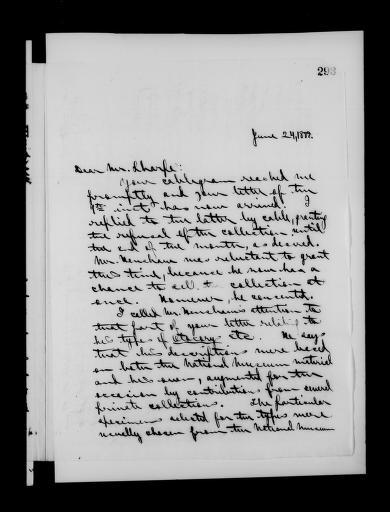 293
June 24, 188
Dear Mr. Sharpe:
Your cablegram reached me
promptly and your letter of the
9th inst. has now arrived. I
replied to the letter by cable, granting
the refusal of the collection until
the end of the month, as desired.
Mr. Henshaw was reluctant to grant
this time, because he now has a
chance to sell the collection at
once. However he consents.
I called Mr. Henshaw's attention to
that part of your letter relating to
his types of etc. He says
that his descriptions were based
on both the National Museum material
and his own, augmented for the
occasion by contributions from several
private collections. The particular
specimens selected for the types were
usually chosen from the National Museum